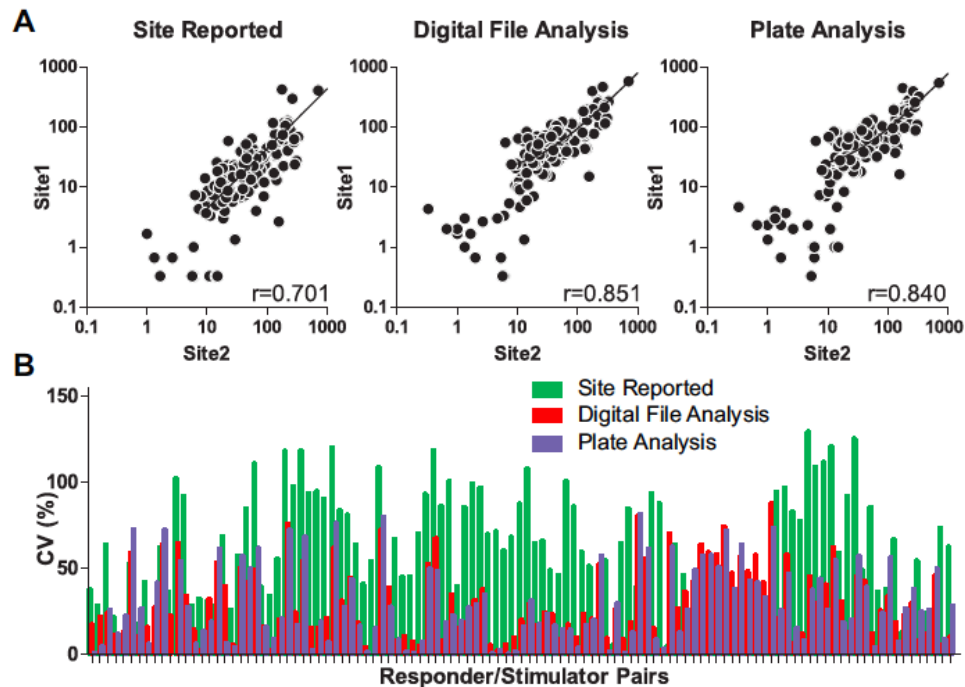 A
Site Reported
Digital File Analysis
Plate Analysis
1000
100
10
1
0.1
Site1
r=0.701
0.1 1 10 100 1000
Site2
1000
100
10
1
0.1
Site1
r=0.851
0.1 1 10 100 1000
Site2
1000
100
10
1
0.1
Site1
r=0.840
0.1 1 10 100 1000
Site2
B
150
100
50
0
CV (%)
Site Reported
Digital File Analysis
Plate Analysis
Responder/Stimulator Pairs